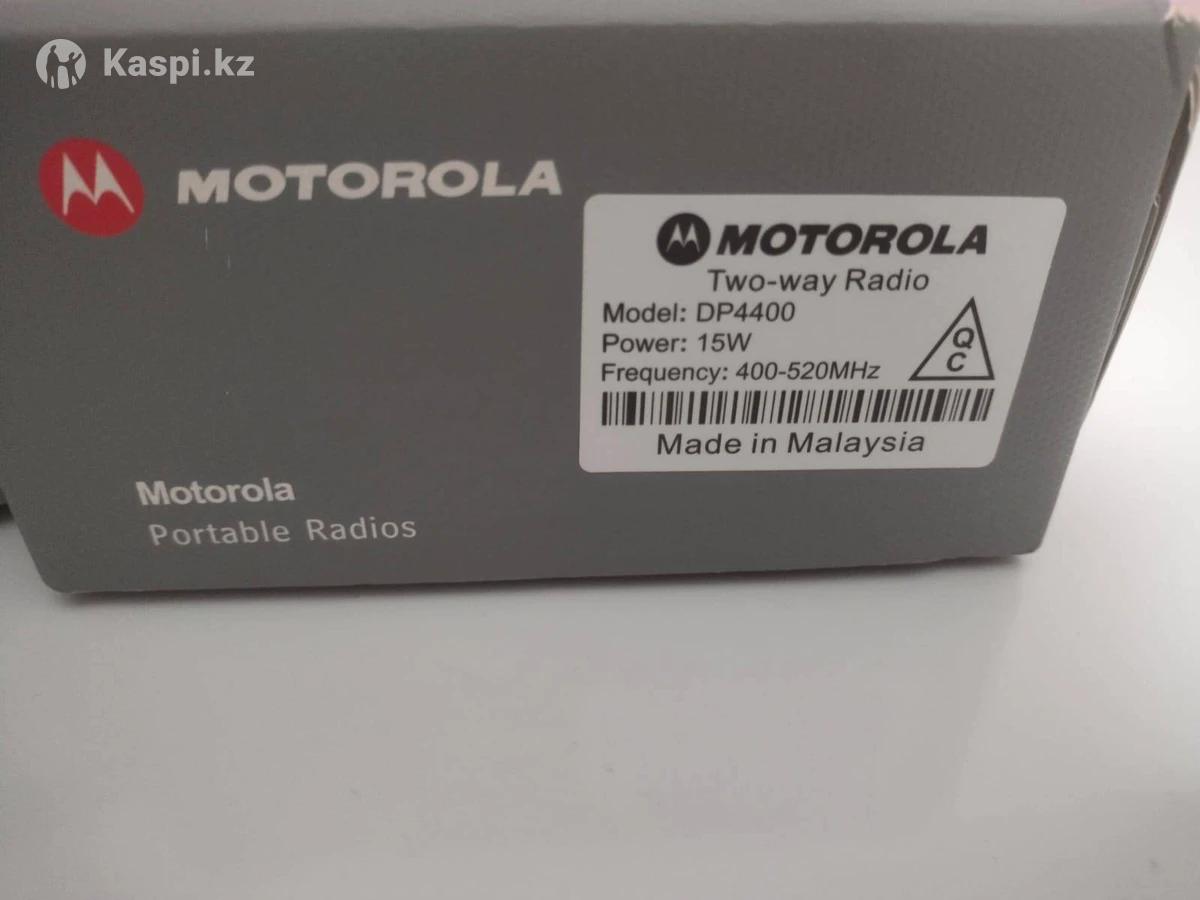 Kaspi.kz
MOTOROLA
MOTOROLA
Two-way Radio
Model: DP4400
Power: 15W
Frequency: 400-520MHz
Q
C
Made in Malaysia
Motorola
Portable Radios